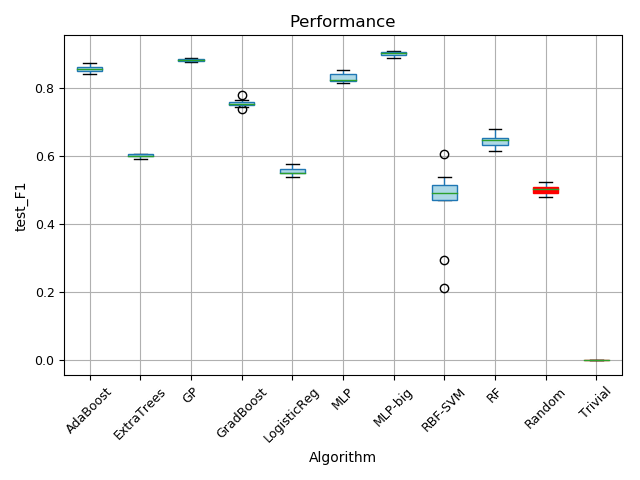 Performance
test_F1
0.8
0.6
0.4
0.2
0.0
AdaBoost
ExtraTrees
GP
GradBoost
LogisticReg
MLP
MLP-big
RBF-SVM
RF
Random
Trivial
Algorithm